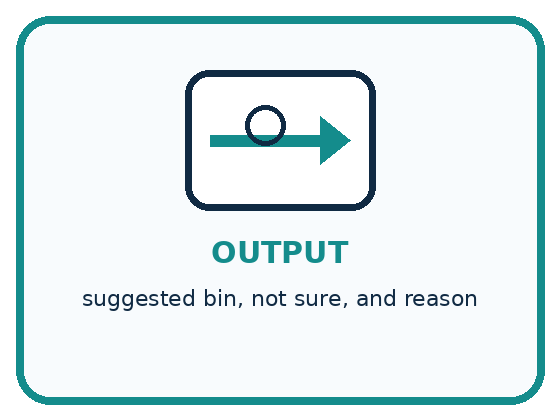 OUTPUT
suggested bin, not sure, and reason